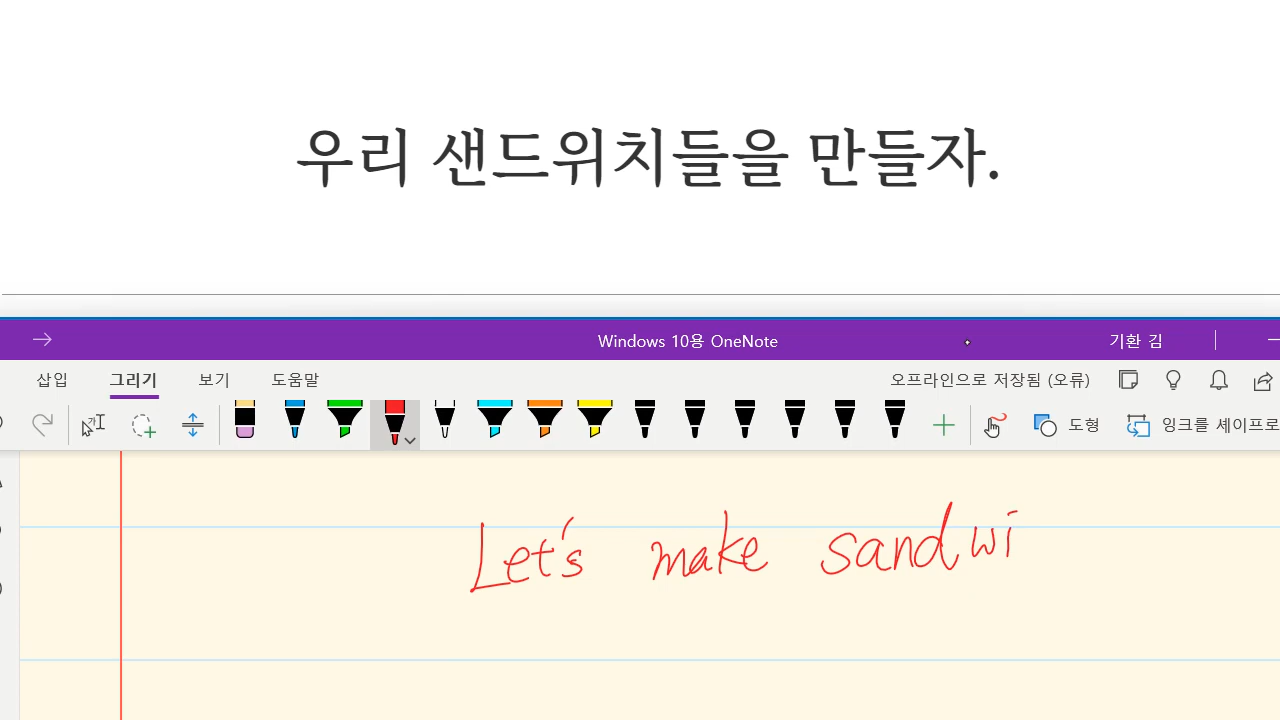 우리 샌드위치들을 만들자.
Windows 10용 OneNote
기환 김
삽입 그리기 보기 도움말
오프라인으로 저장됨 (오류)
도형
잉크를 셰이프로
Let's make sandwi